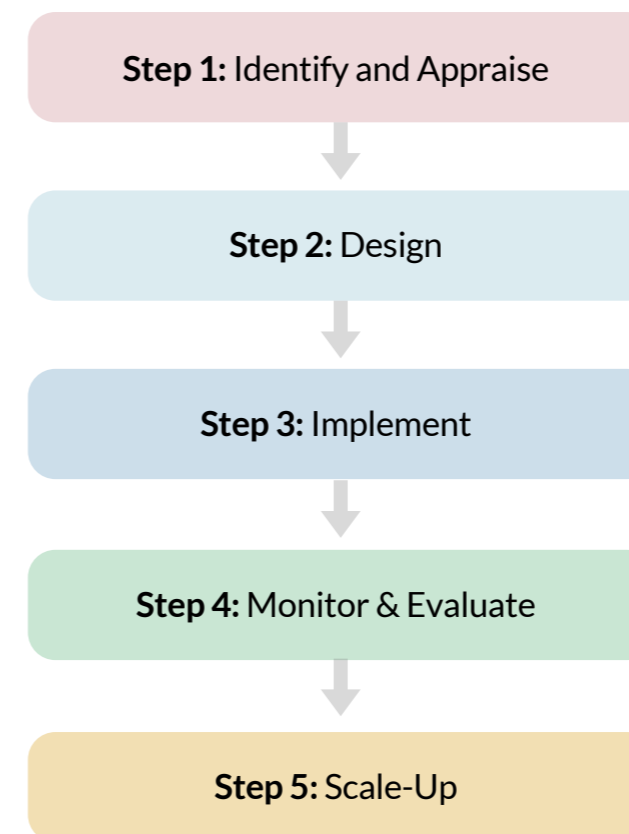 Step 1: Identify and Appraise
Step 2: Design
Step 3: Implement
Step 4: Monitor & Evaluate
Step 5: Scale-Up